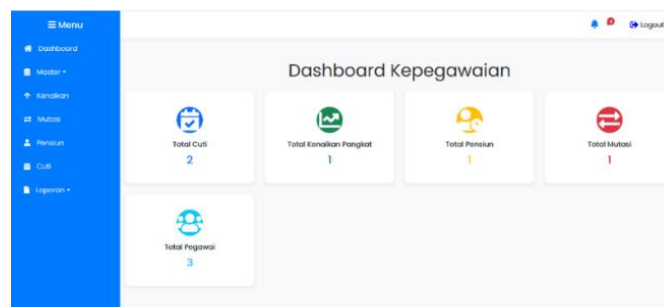 Menu
Logout
Dashboard
Master
Kenaikan
Mutasi
Pensiun
Cuti
Laporan
Dashboard Kepegawaian
Total Cuti
2
Total Kenaikan Pangkat
1
Total Pensiun
1
Total Mutasi
1
Total Pegawai
3